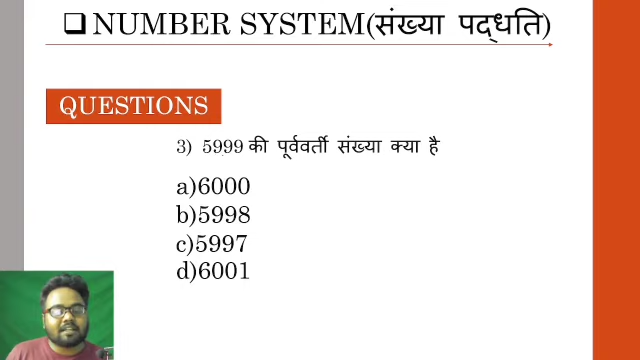 ❑ NUMBER SYSTEM(संख्या पद्धति)
QUESTIONS
3) 5999 की पूर्ववर्ती संख्या क्या है
a)6000
b)5998
c)5997
d)6001